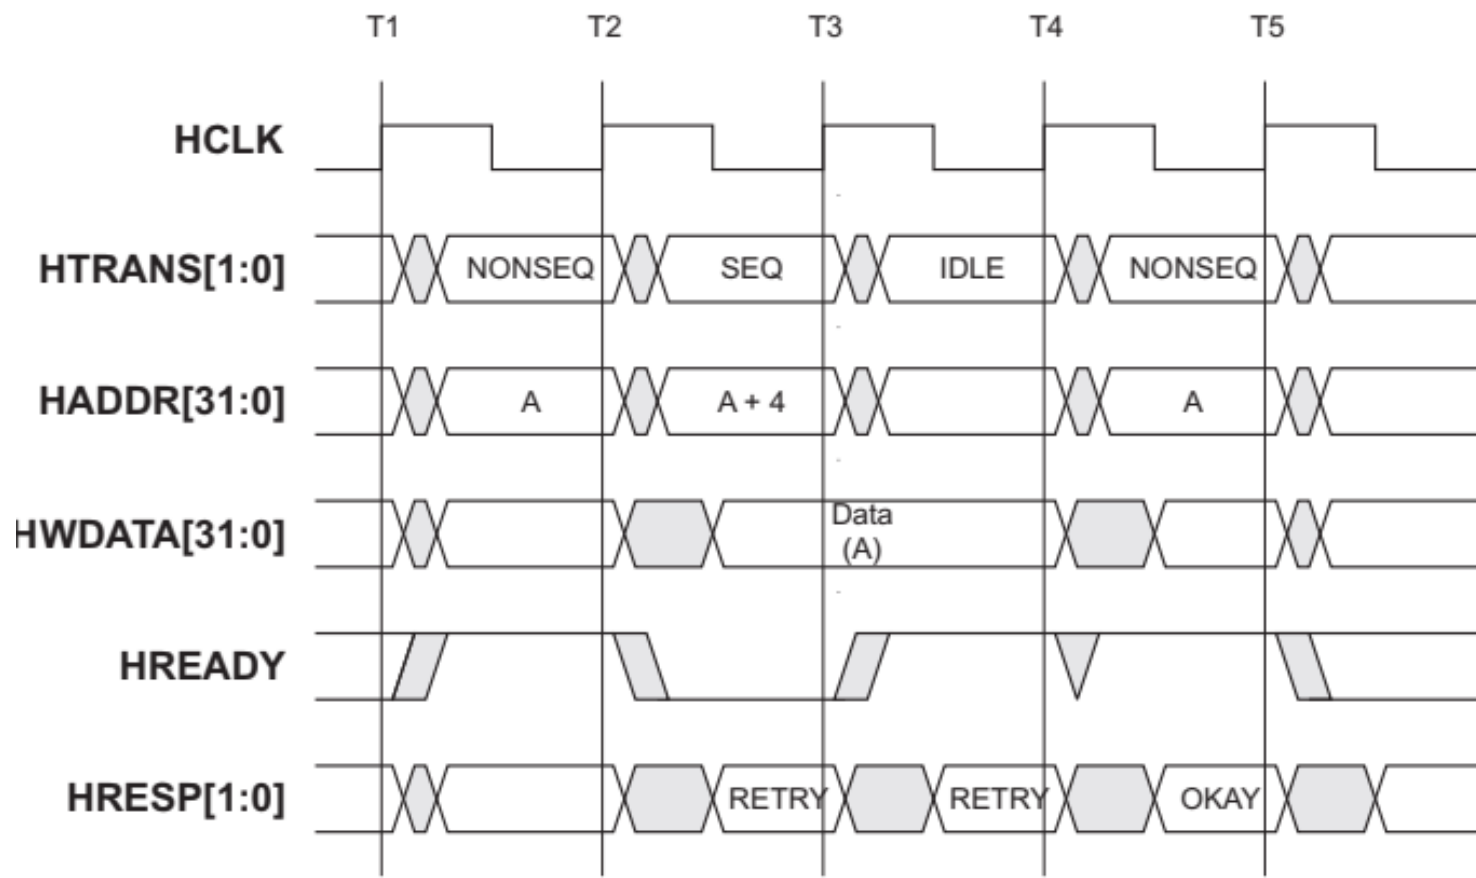 T1 T2 T3 T4 T5
HCLK
HTRANS[1:0] NONSEQ SEQ IDLE NONSEQ
HADDR[31:0] A A + 4 A
HWDATA[31:0] Data
(A)
HREADY
HRESP[1:0] RETRY RETRY OKAY